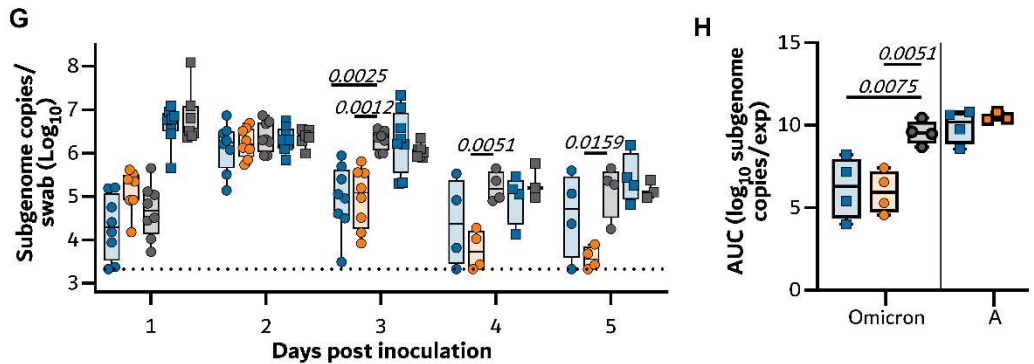 G
Subgenome copies/
swab (Log10)
8
7
6
5
4
3
0.0025
0.0012
0.0051
0.0159
1 2 3 4 5
Days post inoculation
H
AUC (log10 subgenome
copies/exp)
15
10
5
0
0.0051
0.0075
Omicron A